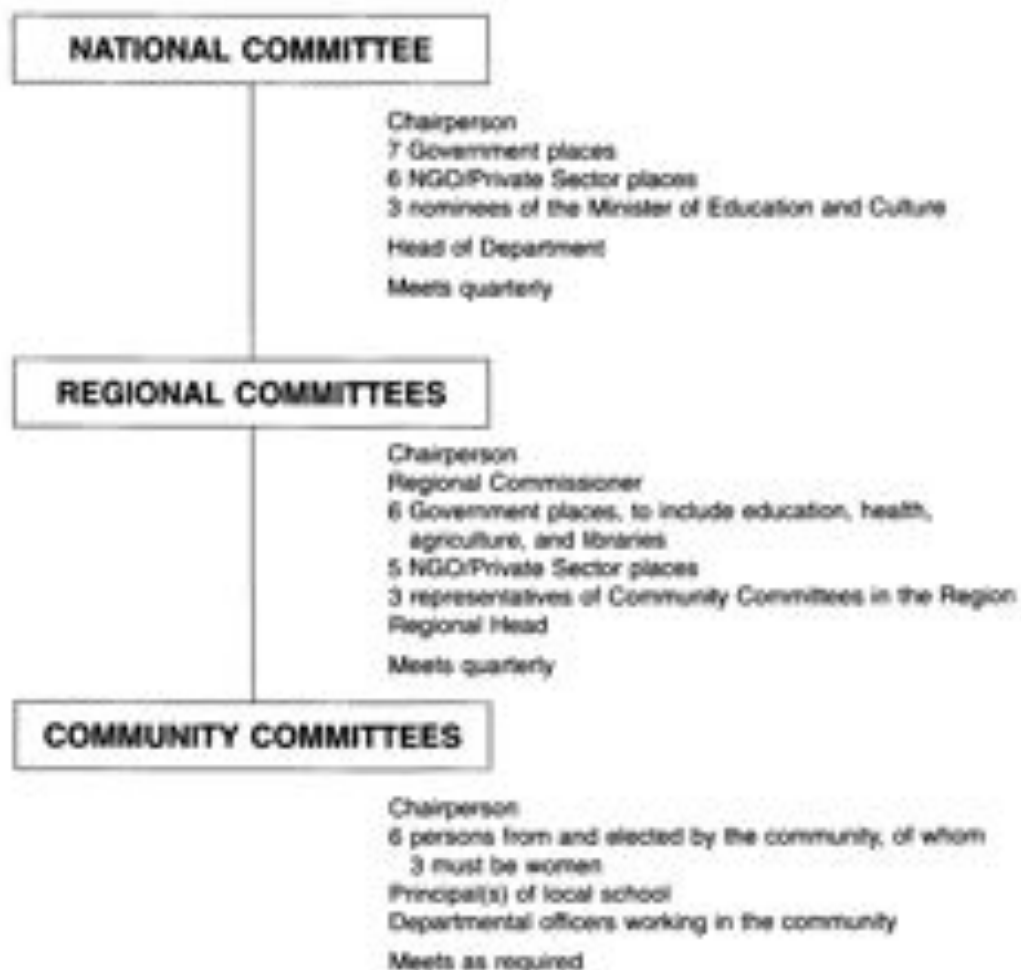 NATIONAL COMMITTEE
Chairperson
7 Government places
6 NGO/Private Sector places
3 nominees of the Minister of Education and Culture
Head of Department
Meets quarterly
REGIONAL COMMITTEES
Chairperson
Regional Commissioner
6 Government places, to include education, health,
agriculture, and libraries
5 NGO/Private Sector places
3 representatives of Community Committees in the Region
Regional Head
Meets quarterly
COMMUNITY COMMITTEES
Chairperson
6 persons from and elected by the community, of whom
3 must be women
Principal(s) of local school
Departmental officers working in the community
Meets as required